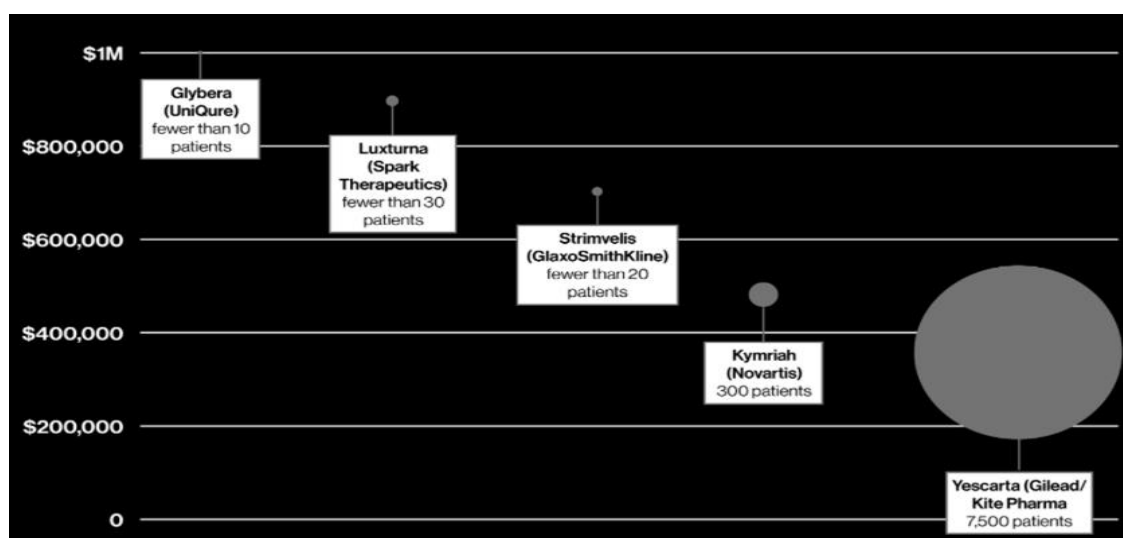 $1M
Glybera
(UniQure)
fewer than 10
patients
$800,000
Luxturna
(Spark
Therapeutics)
fewer than 30
patients
$600,000
Strimvelis
(GlaxoSmithKline)
fewer than 20
patients
$400,000
Kymriah
(Novartis)
300 patients
$200,000
Yescarta (Gilead/
Kite Pharma
7,500 patients
0